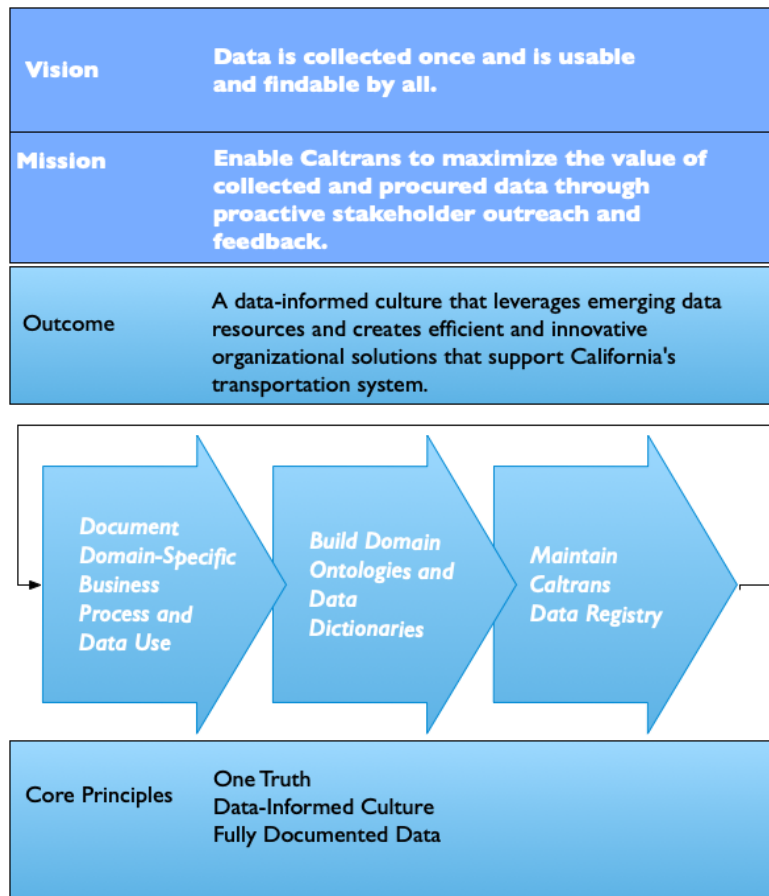 Vision
Data is collected once and is usable
and findable by all.
Mission
Enable Caltrans to maximize the value of
collected and procured data through
proactive stakeholder outreach and
feedback.
Outcome
A data-informed culture that leverages emerging data
resources and creates efficient and innovative
organizational solutions that support California's
transportation system.
Document
Domain-Specific
Business
Process and
Data Use
Build Domain
Ontologies and
Data
Dictionaries
Maintain
Caltrans
Data Registry
Core Principles
One Truth
Data-Informed Culture
Fully Documented Data